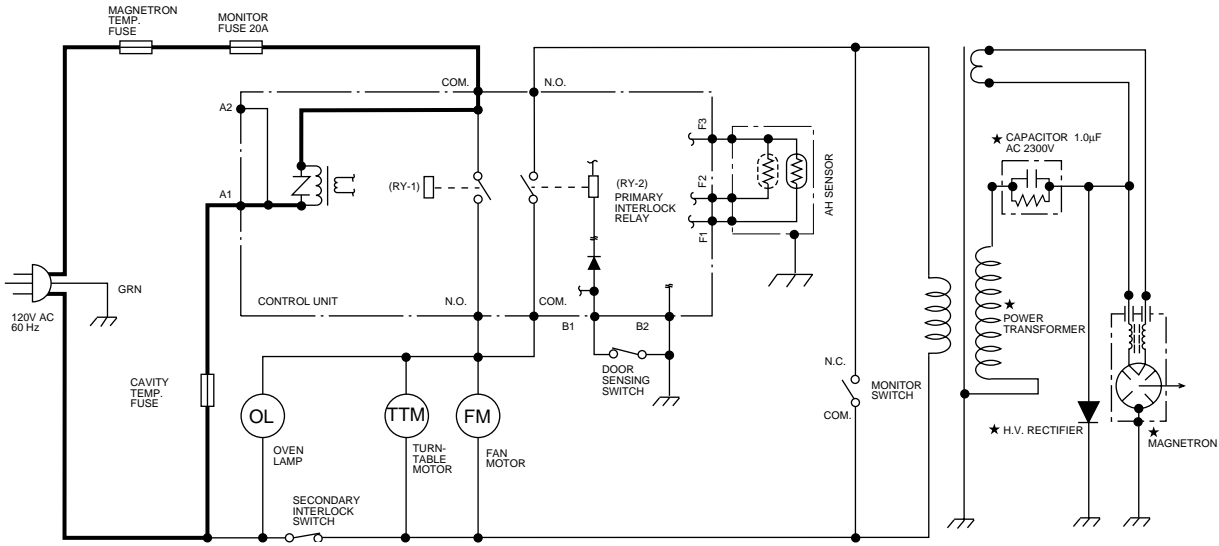 MAGNETRON
TEMP.
FUSE
MONITOR
FUSE 20A
COM.
N.O.
A2
A1
(RY-1)
(RY-2)
PRIMARY
INTERLOCK
RELAY
F3
F2
F1
AH SENSOR
★ CAPACITOR 1.0µF
AC 2300V
GRN
120V AC
60 Hz
CONTROL UNIT
N.O.
COM.
B1
B2
DOOR
SENSING
SWITCH
★
POWER
TRANSFORMER
CAVITY
TEMP.
FUSE
OL
OVEN
LAMP
TTM
TURN-
TABLE
MOTOR
FM
FAN
MOTOR
N.C.
COM.
MONITOR
SWITCH
★ H.V. RECTIFIER
★
MAGNETRON
SECONDARY
INTERLOCK
SWITCH